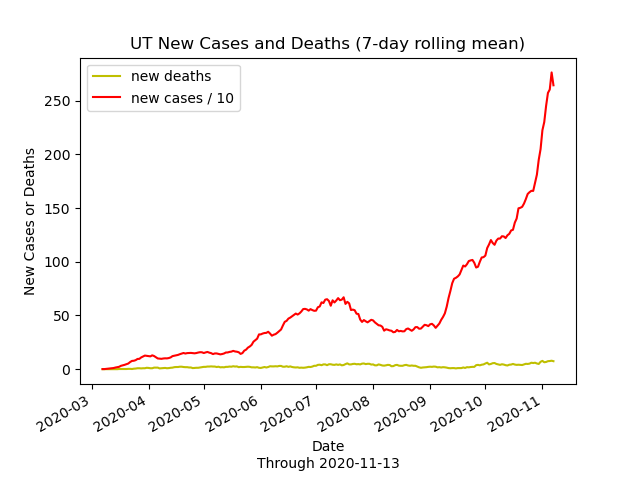 UT New Cases and Deaths (7-day rolling mean)
new deaths
new cases / 10
New Cases or Deaths
250
200
150
100
50
0
2020-03
2020-04
2020-05
2020-06
2020-07
2020-08
2020-09
2020-10
2020-11
Date
Through 2020-11-13